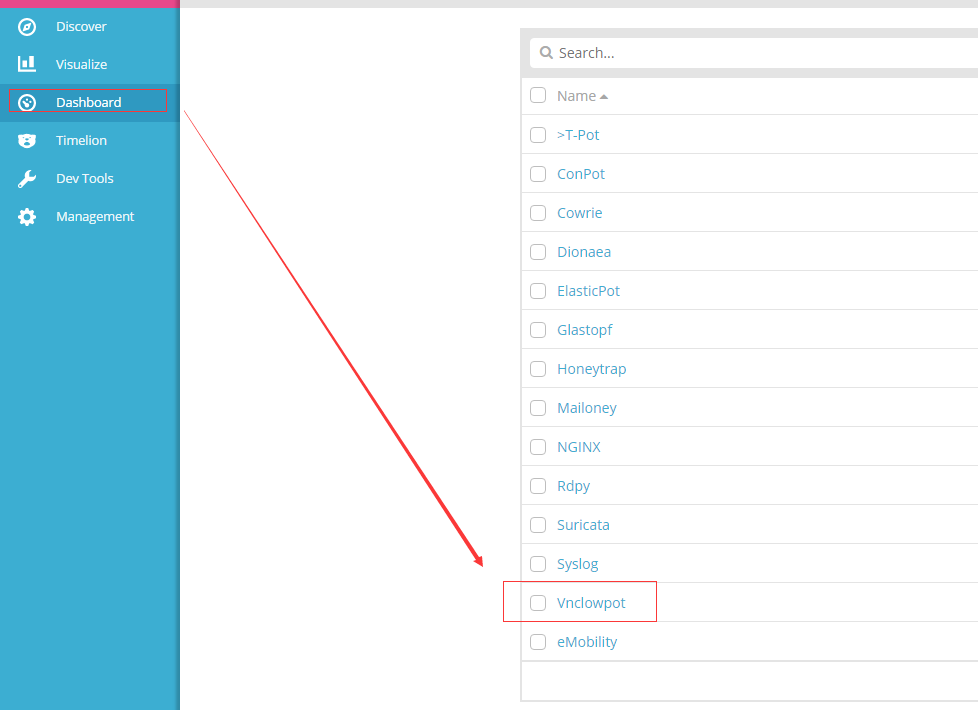 Discover
Visualize
Dashboard
Timelion
Dev Tools
Management
Search...
Name
>T-Pot
ConPot
Cowrie
Dionaea
ElasticPot
Glastopf
Honeytrap
Mailoney
NGINX
Rdpy
Suricata
Syslog
Vnclowpot
eMobility